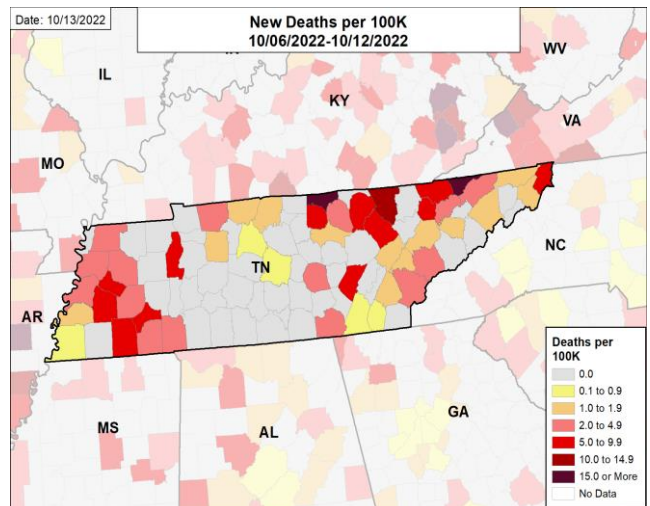 Date: 10/13/2022
New Deaths per 100K
10/06/2022-10/12/2022
WV
IL
KY
VA
MO
TN
NC
AR
MS
AL
GA
Deaths per
100K
0.0
0.1 to 0.9
1.0 to 1.9
2.0 to 4.9
5.0 to 9.9
10.0 to 14.9
15.0 or More
No Data